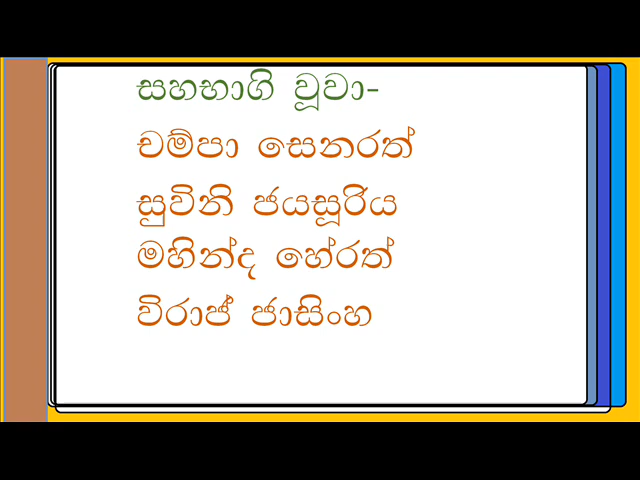 සහභාගි වූවා-
චම්පා සෙනරත්
සුවිනි ජයසූරිය
මහින්ද හේරත්
විරාජ් ජාසිංහ